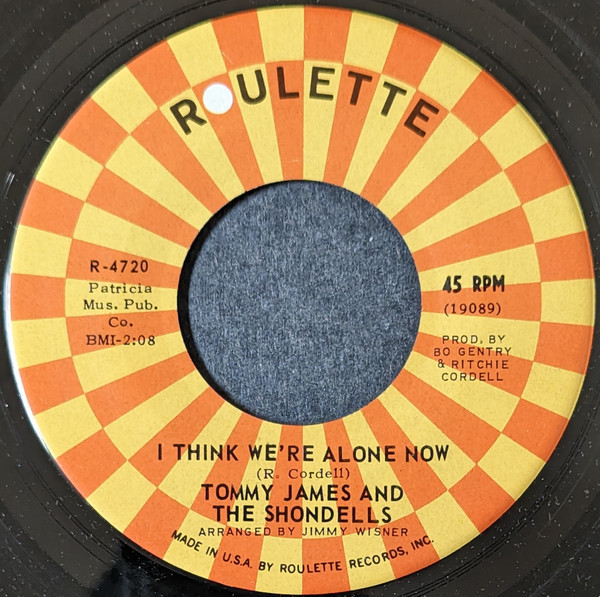 ROULETTE
R-4720
Patricia
Mus. Pub.
Co.
BMI-2:08
45 RPM
(19089)
PROD. BY
BO GENTRY
& RITCHIE
CORDELL
I THINK WE'RE ALONE NOW
(R. Cordell)
TOMMY JAMES AND
THE SHONDELLS
ARRANGED BY JIMMY WISNER
MADE IN U.S.A. BY ROULETTE RECORDS, INC.